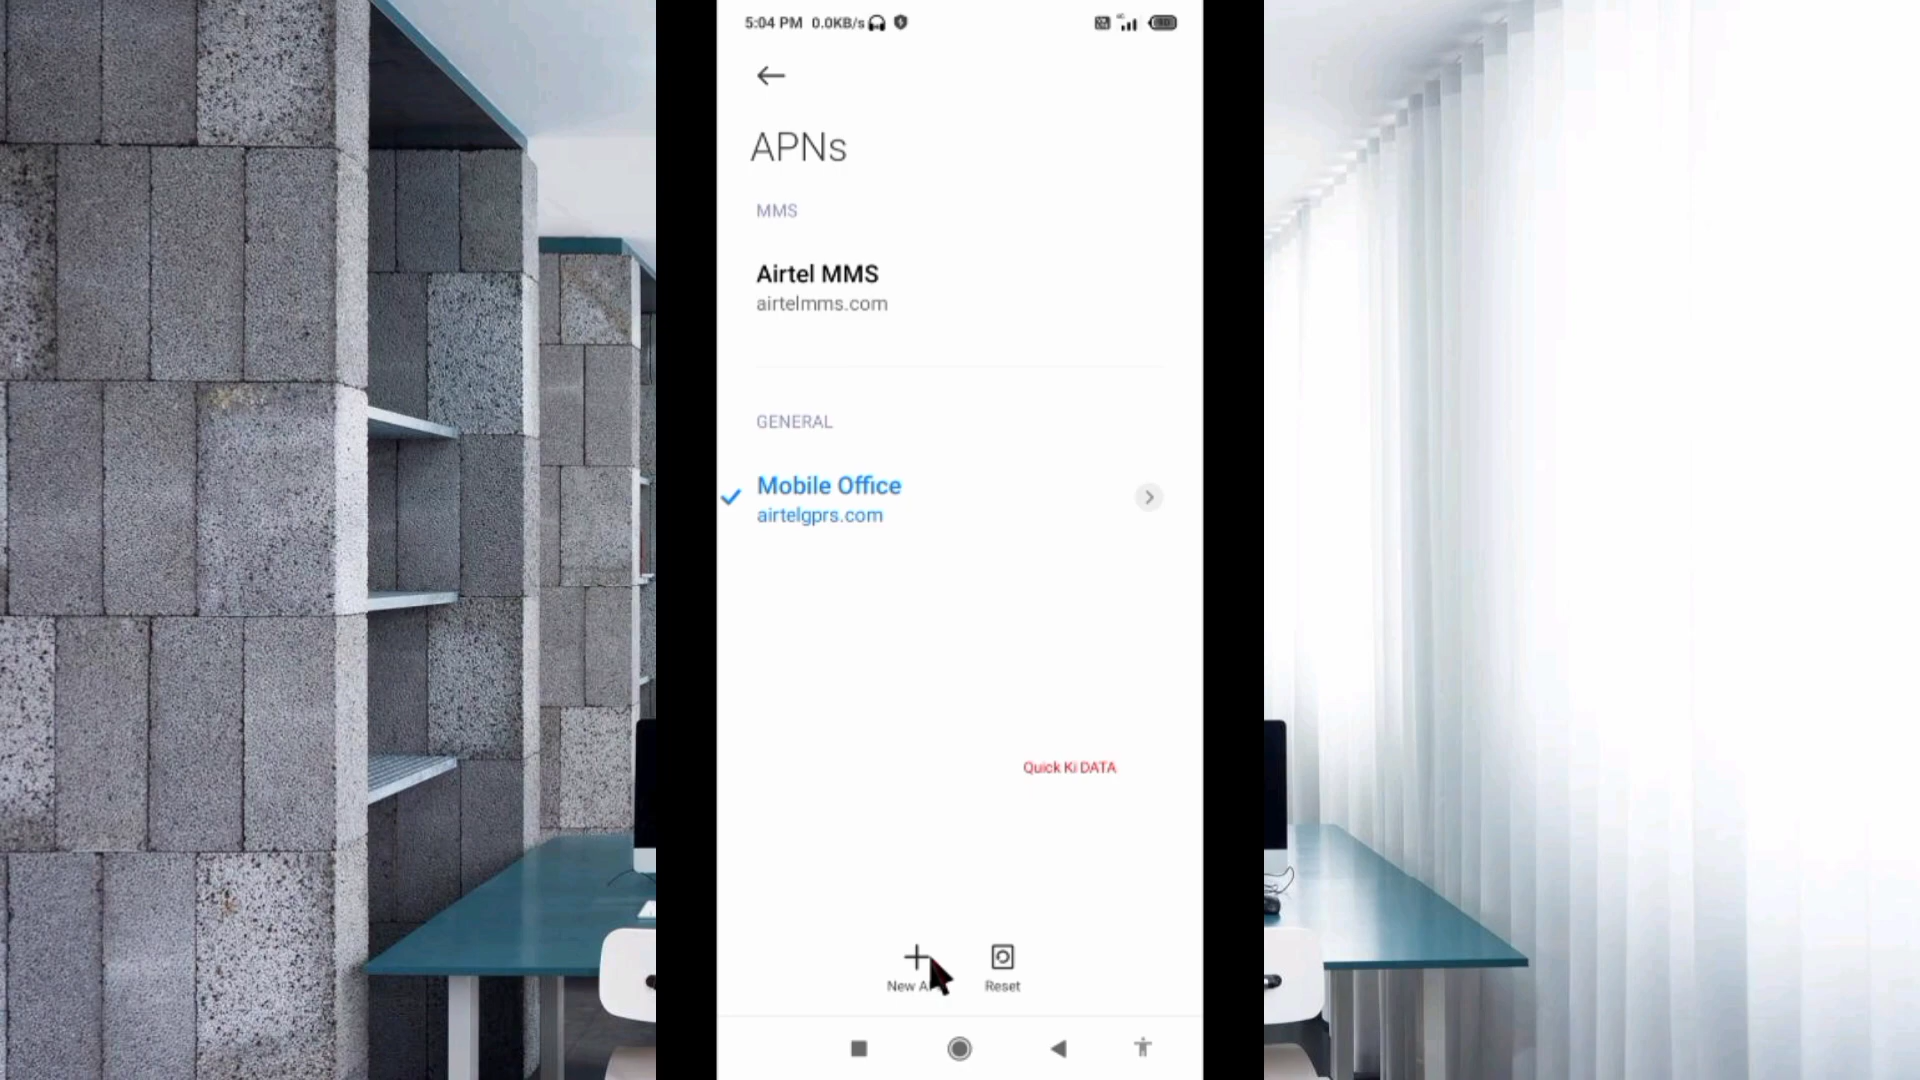 5:04 PM 0.0KB/s
APNs
MMS
Airtel MMS
airtelmms.com
GENERAL
Mobile Office
airtelgprs.com
Quick Ki DATA
New
Reset